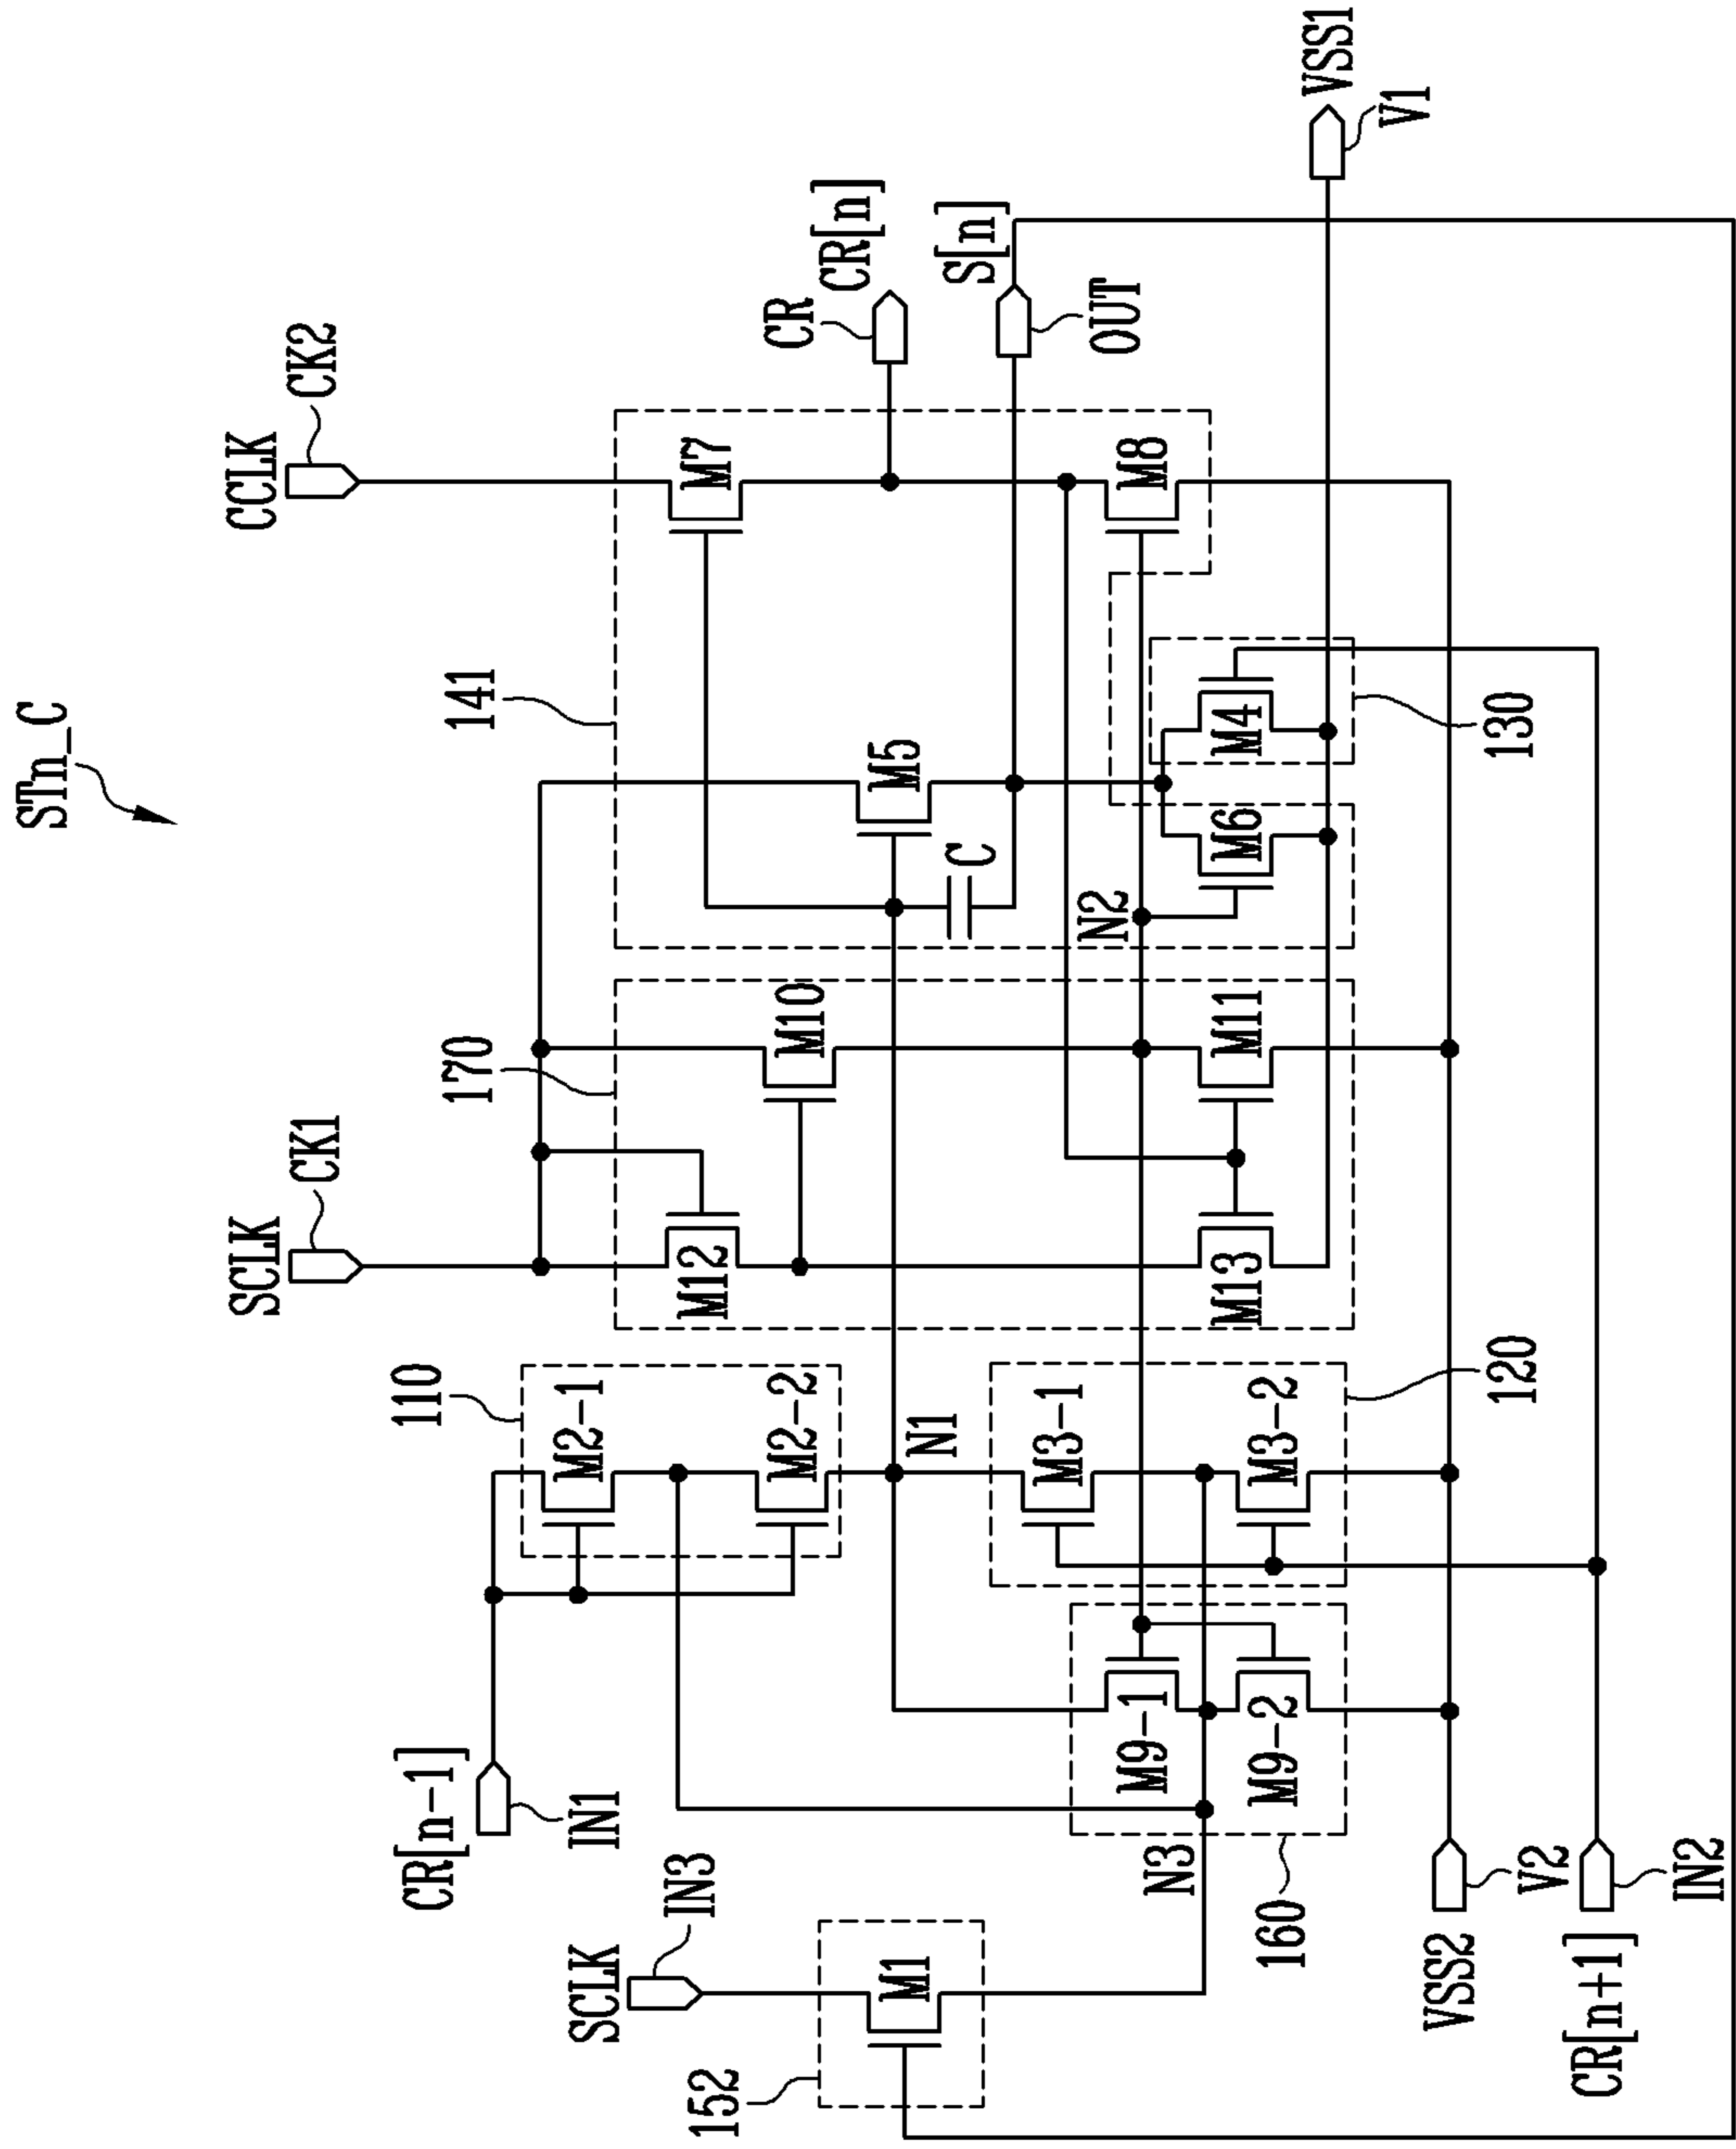 STn_C
SCLK
CK1
CCLK
CK2
CR[n-1]
IN1
110
170
141
SCLK
IN3
M2-1
M2-2
M12
M10
M5
M7
CR
CR[n]
152
M1
N1
C
S[n]
OUT
N3
M9-1
M9-2
160
M3-1
M3-2
120
M13
M11
N2
M6
M4
130
M8
VSS1
V1
VSS2
V2
CR[n+1]
IN2